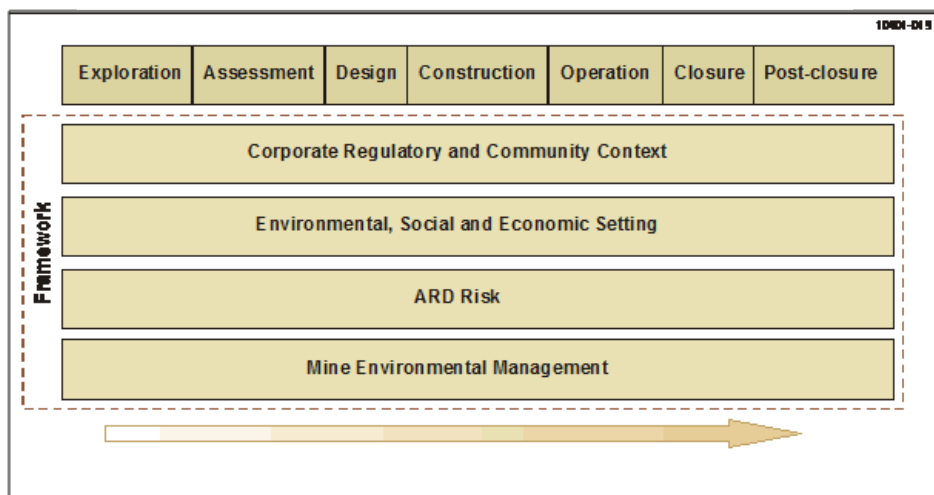 Exploration
Assessment
Design
Construction
Operation
Closure
Post-closure
Framework
Corporate Regulatory and Community Context
Environmental, Social and Economic Setting
ARD Risk
Mine Environmental Management